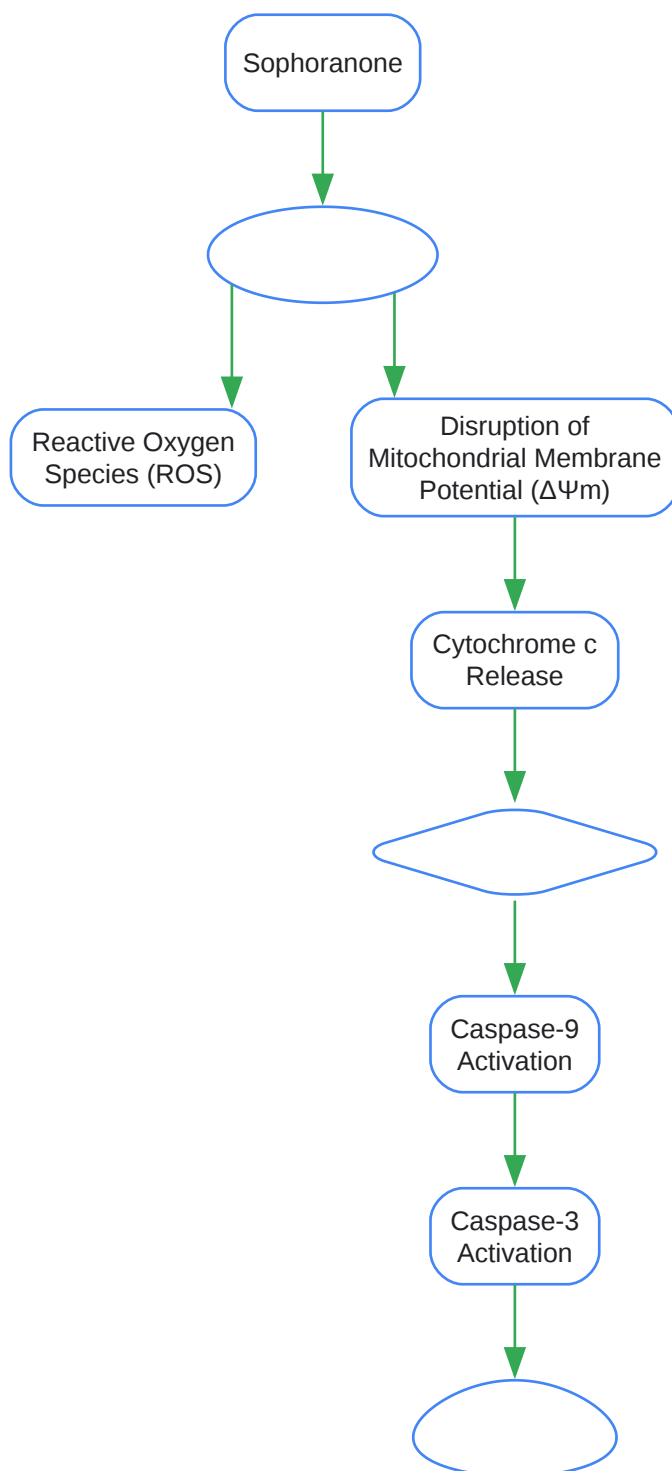 Sophoranone
Reactive Oxygen
Species (ROS)
Disruption of
Mitochondrial Membrane
Potential (ΔΨm)
Cytochrome c
Release
Caspase-9
Activation
Caspase-3
Activation